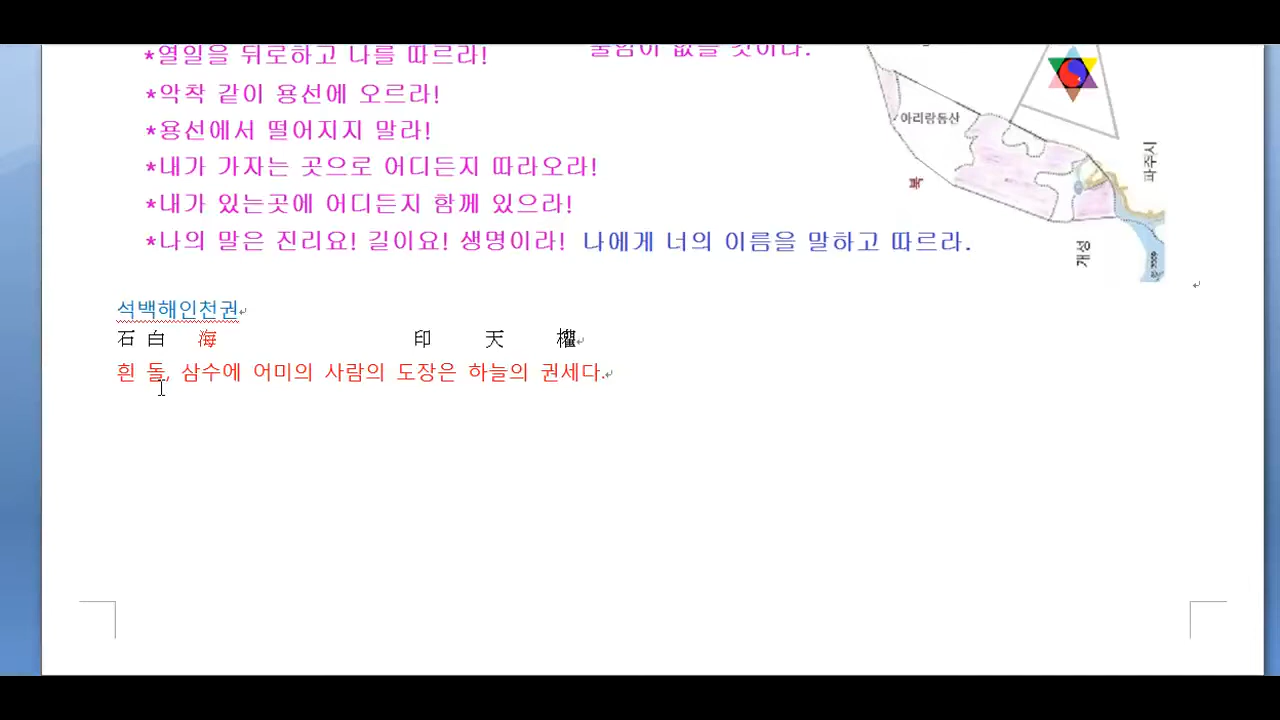 *열일을 뒤로하고 나를 따르라!
없을 것이다.
*악착 같이 용선에 오르라!
*용선에서 떨어지지 말라!
*내가 가자는 곳으로 어디든지 따라오라!
*내가 있는곳에 어디든지 함께 있으라!
*나의 말은 진리요! 길이요! 생명이라! 나에게 너의 이름을 말하고 따르라.
아리랑동산
북
파주시
개성
석백해인천권
石 白 海 印 天 權
흰 돌, 삼수에 어미의 사람의 도장은 하늘의 권세다.